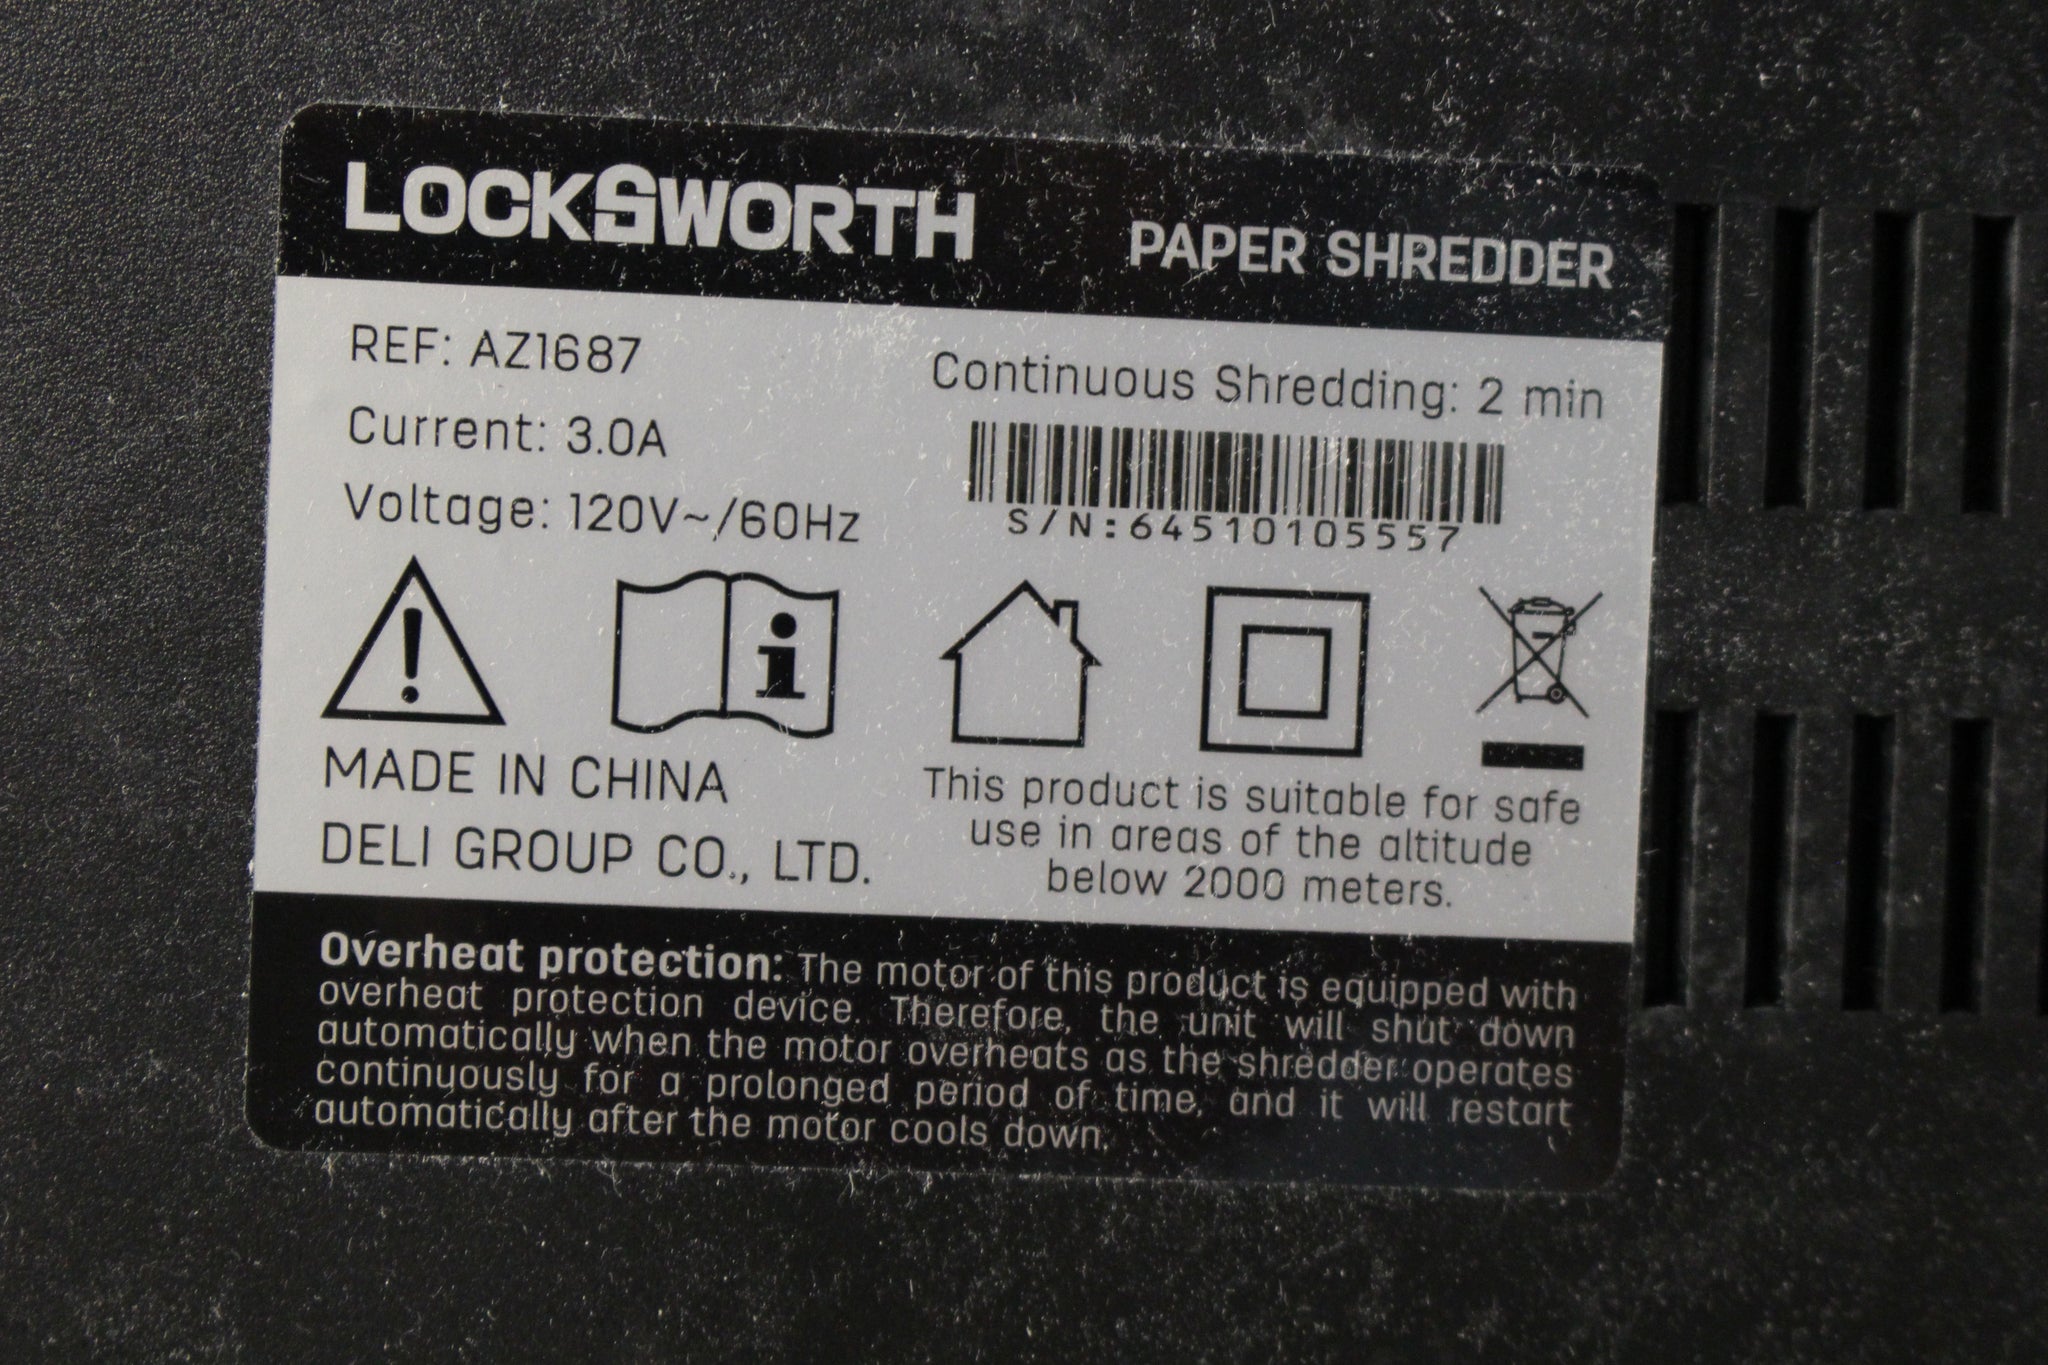 LOCKSWORTH
PAPER SHREDDER
REF: AZ1687
Current: 3.0A
Voltage: 120V~/60Hz
Continuous Shredding: 2 min
S/N:64510105557
MADE IN CHINA
DELI GROUP CO., LTD.
This product is suitable for safe
use in areas of the altitude
below 2000 meters.
Overheat protection: The motor of this product is equipped with
overheat protection device. Therefore, the unit will shut down
automatically when the motor overheats as the shredder operates
continuously for a prolonged period of time, and it will restart
automatically after the motor cools down.